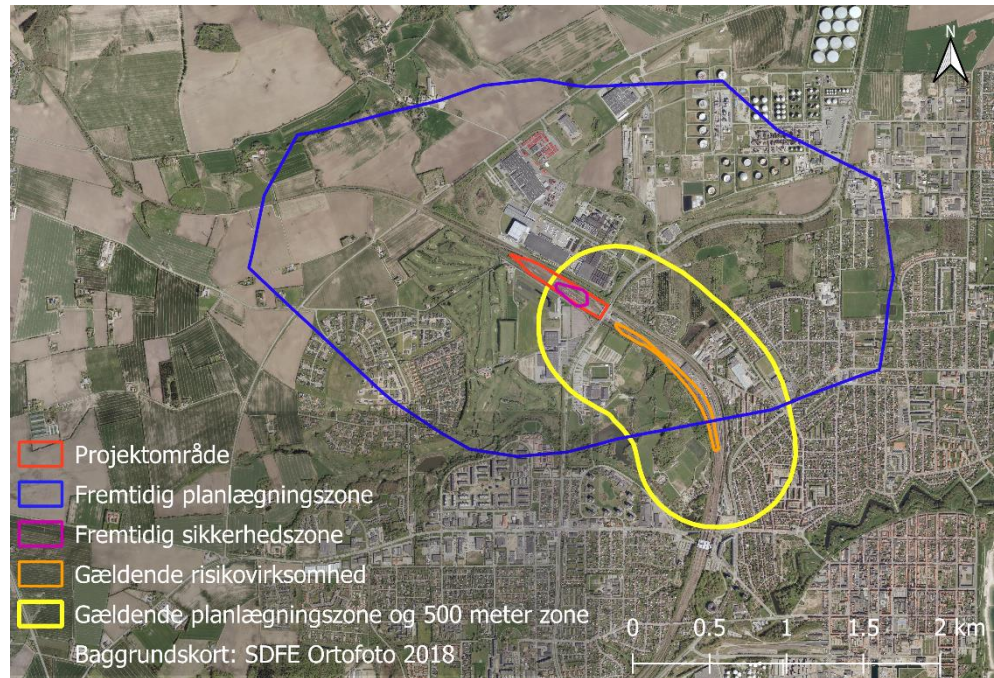 N
Projektområde
Fremtidig planlægningszone
Fremtidig sikkerhedszone
Gældende risikovirksomhed
Gældende planlægningszone og 500 meter zone
Baggrundskort: SDFE Ortofoto 2018
0 0.5 1 1.5 2 km